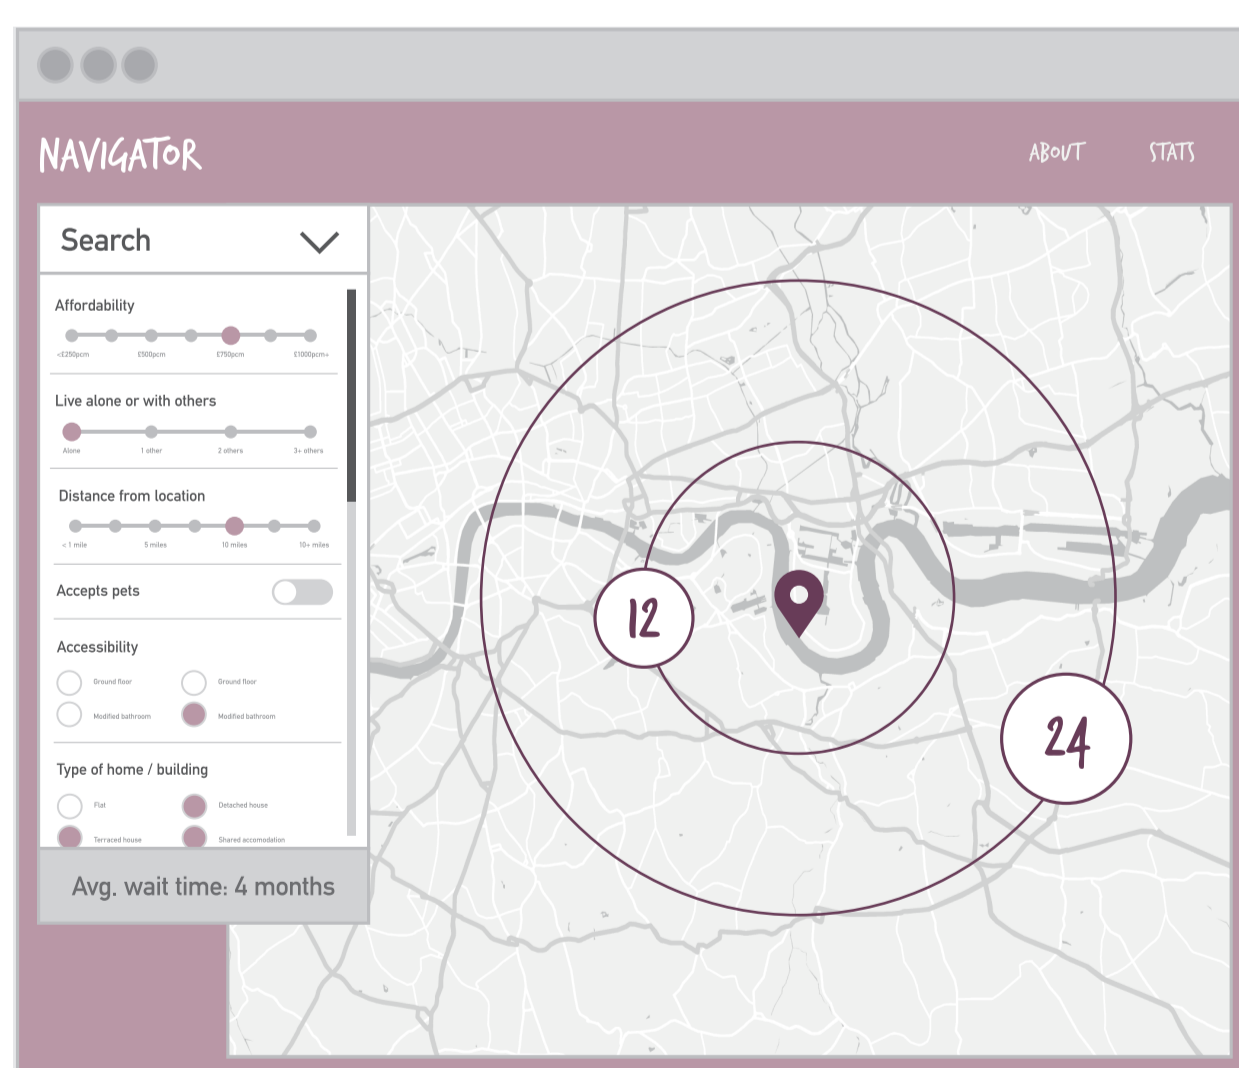 NAVIGATOR
ABOUT
STATS
Search
Affordability
<£250pcm £500pcm £750pcm £1000pcm+
Live alone or with others
Alone 1 other 2 others 3+ others
Distance from location
< 1 mile 5 miles 10 miles 10+ miles
Accepts pets
Accessibility
Ground floor Ground floor
Modified bathroom Modified bathroom
Type of home / building
Flat Detached house
Terraced house Shared accomodation
Avg. wait time: 4 months
12
24